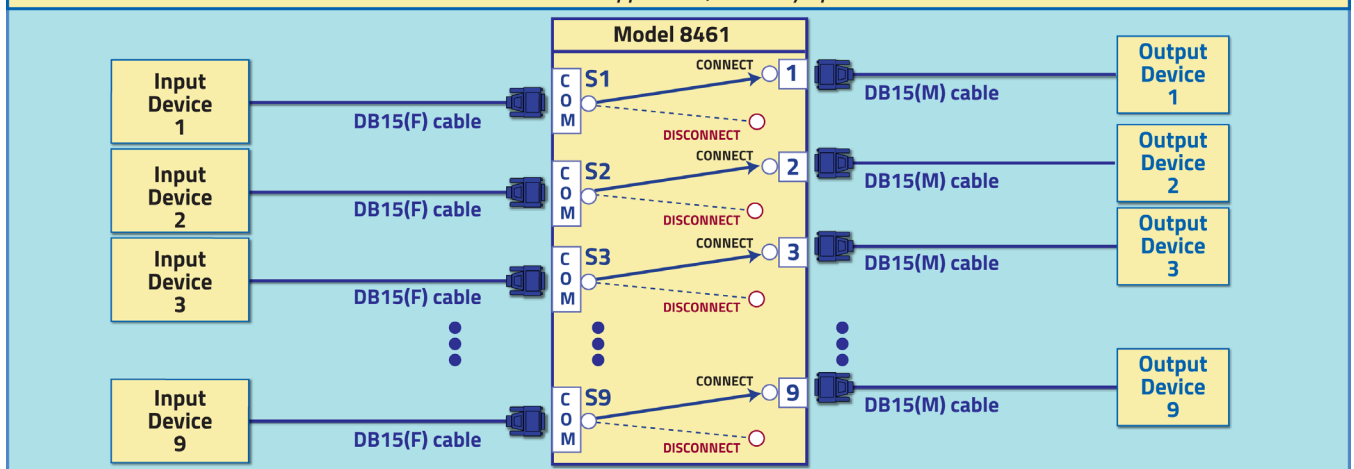 Model 8461
Input
Device
1
DB15(F) cable
C
O
M
S1
CONNECT
DISCONNECT
1
DB15(M) cable
Output
Device
1
Input
Device
2
DB15(F) cable
C
O
M
S2
CONNECT
DISCONNECT
2
DB15(M) cable
Output
Device
2
Input
Device
3
DB15(F) cable
C
O
M
S3
CONNECT
DISCONNECT
3
DB15(M) cable
Output
Device
3
Input
Device
9
DB15(F) cable
C
O
M
S9
CONNECT
DISCONNECT
9
DB15(M) cable
Output
Device
9